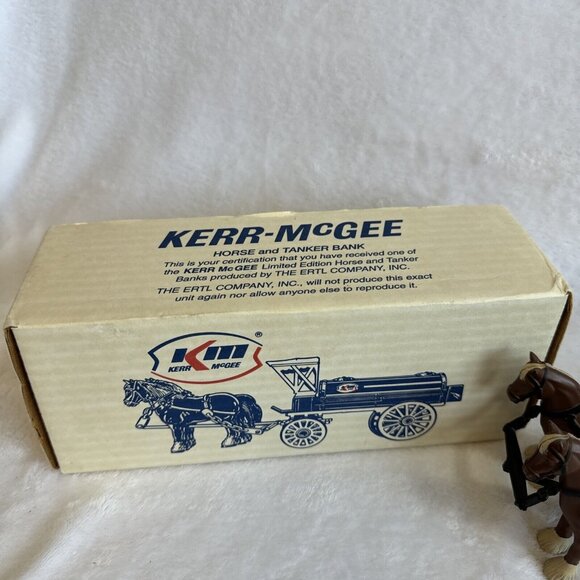 KERR-McGEE
HORSE and TANKER BANK
This is your certification that you have received one of
the KERR McGEE Limited Edition Horse and Tanker
Banks produced by THE ERTL COMPANY, INC.
THE ERTL COMPANY, INC., will not produce this exact
unit again nor allow anyone else to reproduce it.
Km ®
KERR McGEE